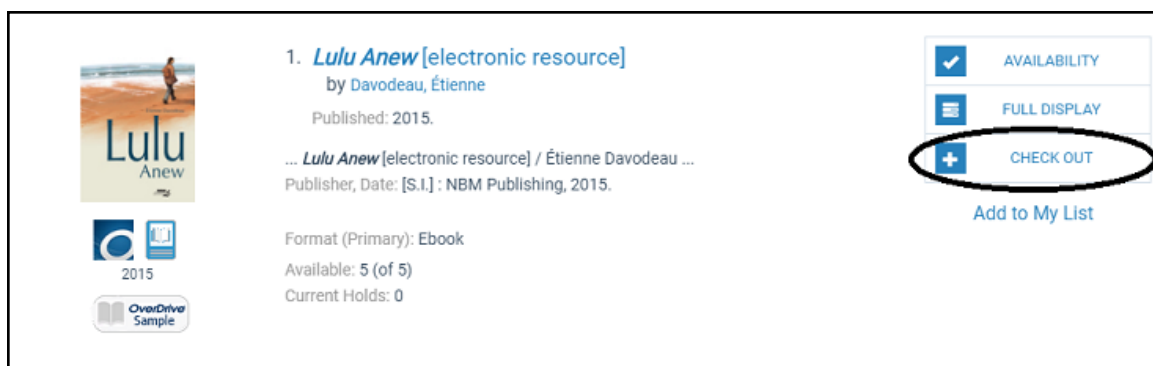 1. Lulu Anew [electronic resource]
by Davodeau, Étienne
Published: 2015.
... Lulu Anew [electronic resource] / Étienne Davodeau ...
Publisher, Date: [S.I.] : NBM Publishing, 2015.
Format (Primary): Ebook
Available: 5 (of 5)
Current Holds: 0
Lulu
Anew
2015
OverDrive
Sample
AVAILABILITY
FULL DISPLAY
CHECK OUT
Add to My List